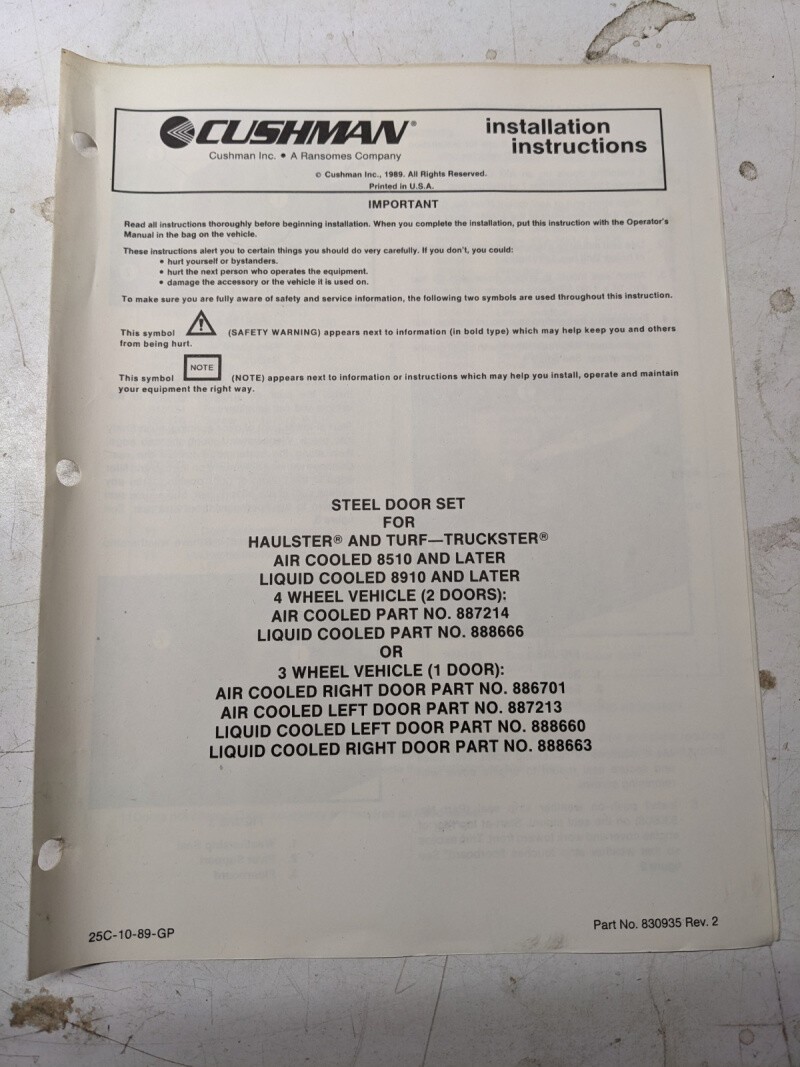 CUSHMAN®
Cushman Inc. • A Ransomes Company
installation
instructions
© Cushman Inc., 1989. All Rights Reserved.
Printed in U.S.A.
IMPORTANT
Read all instructions thoroughly before beginning installation. When you complete the installation, put this instruction with the Operator's
Manual in the bag on the vehicle.
These instructions alert you to certain things you should do very carefully. If you don't, you could:
• hurt yourself or bystanders.
• hurt the next person who operates the equipment.
• damage the accessory or the vehicle it is used on.
To make sure you are fully aware of safety and service information, the following two symbols are used throughout this instruction.
This symbol ⚠ (SAFETY WARNING) appears next to information (in bold type) which may help keep you and others
from being hurt.
This symbol NOTE (NOTE) appears next to information or instructions which may help you install, operate and maintain
your equipment the right way.
STEEL DOOR SET
FOR
HAULSTER® AND TURF—TRUCKSTER®
AIR COOLED 8510 AND LATER
LIQUID COOLED 8910 AND LATER
4 WHEEL VEHICLE (2 DOORS):
AIR COOLED PART NO. 887214
LIQUID COOLED PART NO. 888666
OR
3 WHEEL VEHICLE (1 DOOR):
AIR COOLED RIGHT DOOR PART NO. 886701
AIR COOLED LEFT DOOR PART NO. 887213
LIQUID COOLED LEFT DOOR PART NO. 888660
LIQUID COOLED RIGHT DOOR PART NO. 888663
25C-10-89-GP
Part No. 830935 Rev. 2